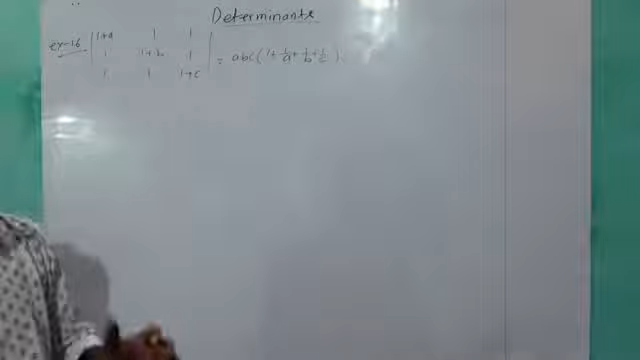 Determinants
ex-16 | 1+a 1 1 |
| 1 1+b 1 | = abc(1+1/a+1/b+1/c)
| 1 1 1+c |